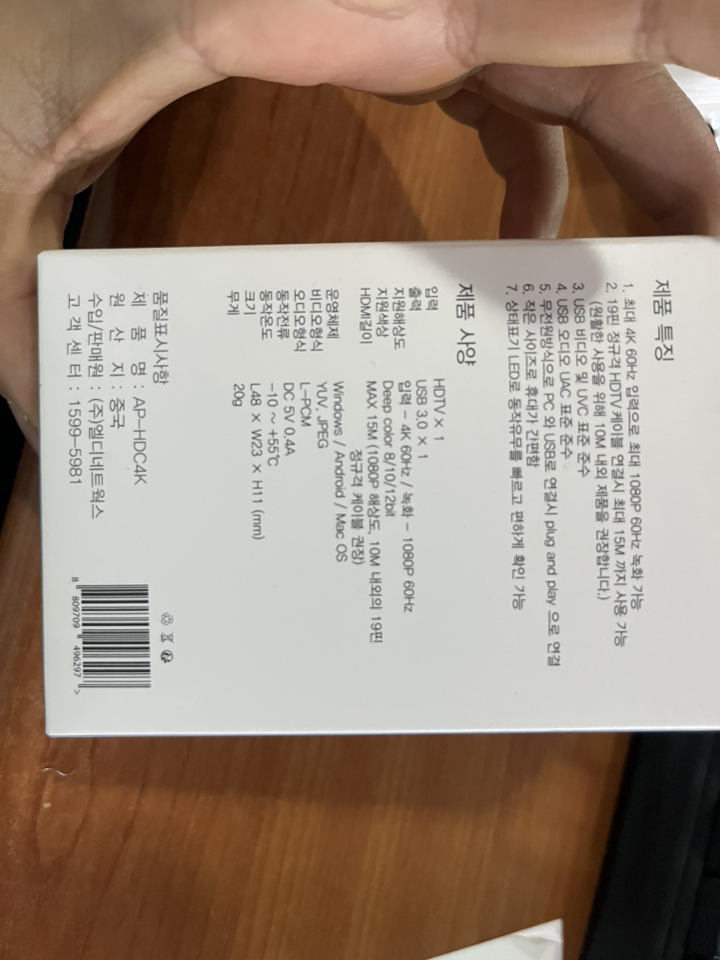 제품 특징
1. 최대 4K 60Hz 입력으로 최대 1080P 60Hz 녹화 가능
2. 19핀 정규격 HDTV케이블 연결시 최대 15M 까지 사용 가능
(원활한 사용을 위해 10M 내외 제품을 권장합니다.)
3. USB 비디오 및 UVC 표준 준수
4. USB 오디오 UAC 표준 준수
5. 무전원방식으로 PC 와 USB로 연결시 plug and play 으로 연결
6. 작은 사이즈로 휴대가 간편함
7. 상태표기 LED로 동작유무를 빠르고 편하게 확인 가능
제품 사양
입력 HDTV × 1
출력 USB 3.0 × 1
지원해상도 입력 - 4K 60Hz / 녹화 - 1080P 60Hz
지원색상 Deep color 8/10/12bit
HDMI길이 MAX 15M (1080P 해상도, 10M 내외의 19핀
정규격 케이블 권장)
운영체제 Windows / Android / Mac OS
비디오형식 YUV, JPEG
오디오형식 L-PCM
동작전류 DC 5V 0.4A
동작온도 -10 ~ +55℃
크기 L48 × W23 × H11 (mm)
무게 20g
품질표시사항
제 품 명 : AP-HDC4K
원 산 지 : 중국
수입/판매원 : (주)엘디네트웍스
고 객 센 터 : 1599-5981
8 809709 496297 >